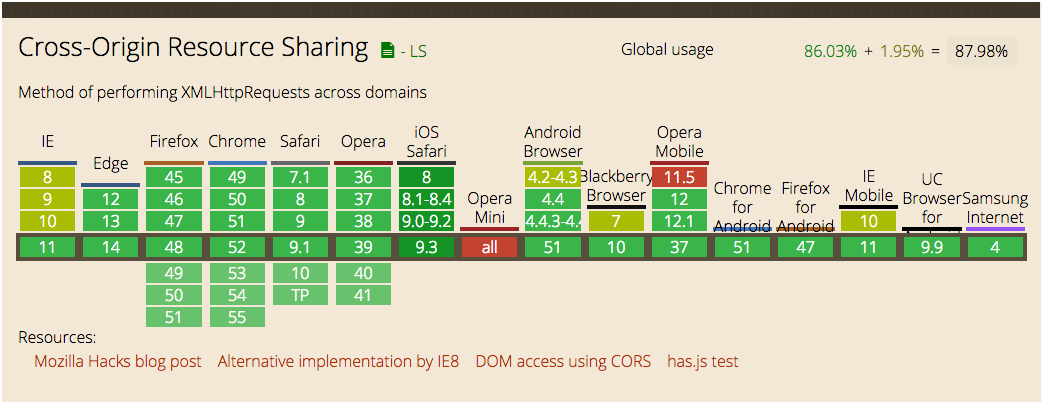 Cross-Origin Resource Sharing - LS Global usage 86.03% + 1.95% = 87.98%
Method of performing XMLHttpRequests across domains
IE Edge Firefox Chrome Safari Opera iOS Safari Opera Mini Android Browser Blackberry Browser Opera Mobile Chrome for Android Firefox for Android IE Mobile UC Browser for Samsung Internet
8 45 49 7.1 36 8 4.2-4.3 11.5
9 12 46 50 8 37 8.1-8.4 4.4 12
10 13 47 51 9 38 9.0-9.2 4.4.3-4. 7 12.1 10
11 14 48 52 9.1 39 9.3 all 51 10 37 51 47 11 9.9 4
49 53 10 40
50 54 TP 41
51 55
Resources:
Mozilla Hacks blog post Alternative implementation by IE8 DOM access using CORS has.js test